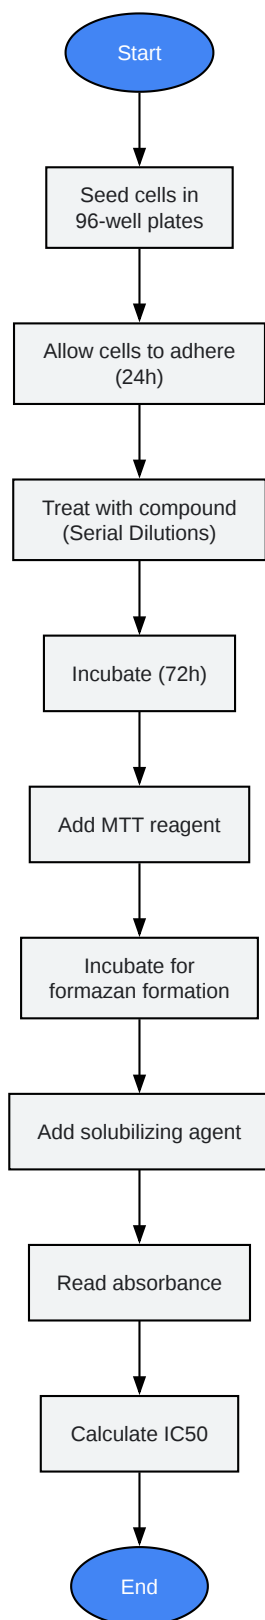 Start
Seed cells in
96-well plates
Allow cells to adhere
(24h)
Treat with compound
(Serial Dilutions)
Incubate (72h)
Add MTT reagent
Incubate for
formazan formation
Add solubilizing agent
Read absorbance
Calculate IC50
End